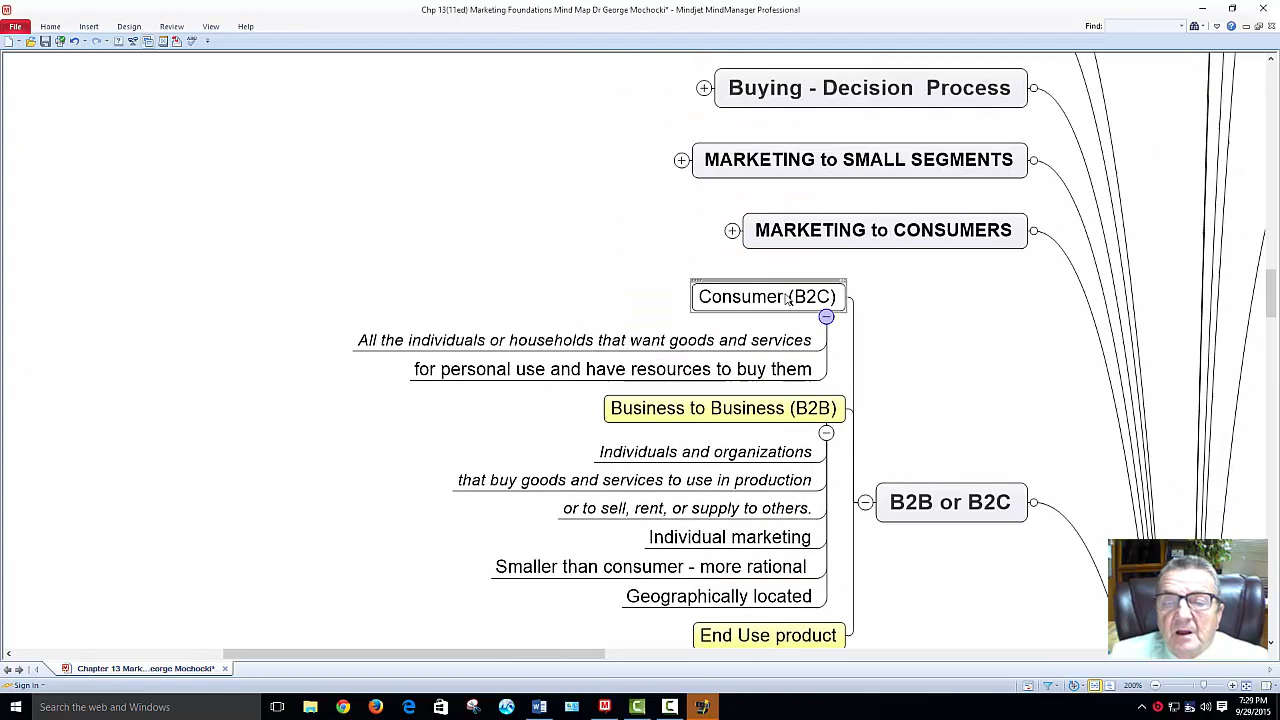 Chp 13(11ed) Marketing Foundations Mind Map Dr George Mochocki* - Mindjet MindManager Professional
File Home Insert Design Review View Help
Find:
Buying - Decision Process
MARKETING to SMALL SEGMENTS
MARKETING to CONSUMERS
Consumer (B2C)
All the individuals or households that want goods and services
for personal use and have resources to buy them
Business to Business (B2B)
Individuals and organizations
that buy goods and services to use in production
or to sell, rent, or supply to others.
Individual marketing
Smaller than consumer - more rational
Geographically located
B2B or B2C
End Use product
Chapter 13 Mark...eorge Mochocki*
Sign In
200%
Search the web and Windows
7:29 PM
9/29/2015